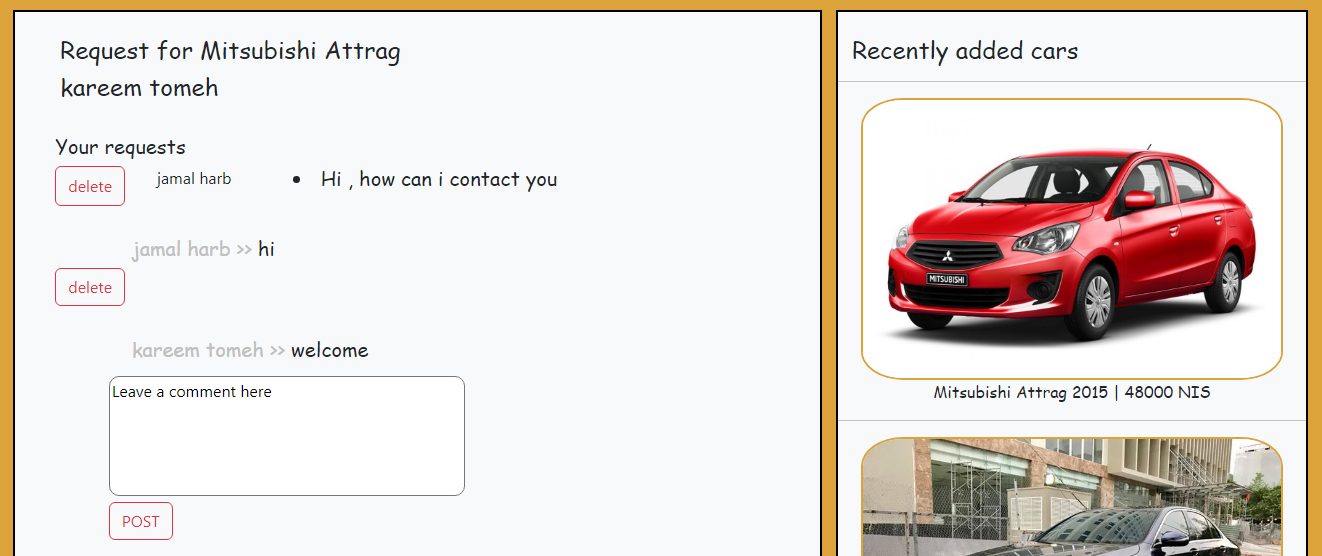 Request for Mitsubishi Attrag
kareem tomeh
Your requests
delete
jamal harb
• Hi , how can i contact you
jamal harb >> hi
delete
kareem tomeh >> welcome
Leave a comment here
POST
Recently added cars
MITSUBISHI
Mitsubishi Attrag 2015 | 48000 NIS